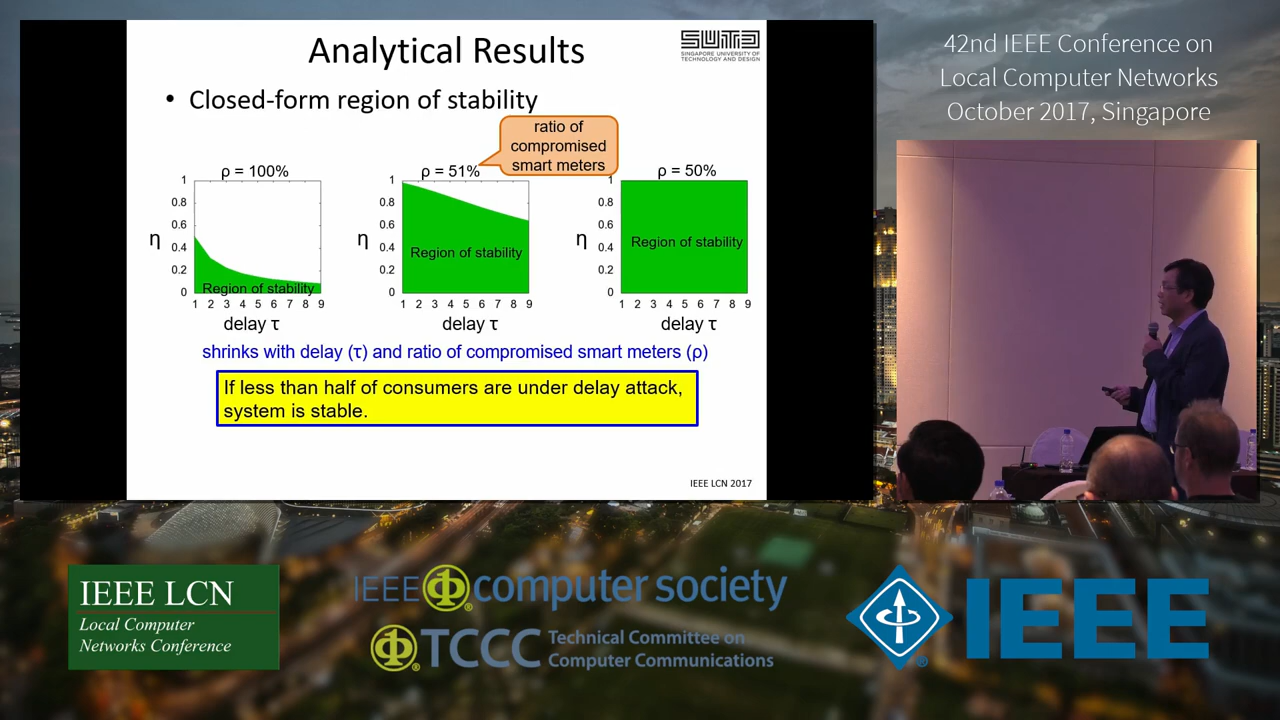 Analytical Results
SUTD
SINGAPORE UNIVERSITY OF
TECHNOLOGY AND DESIGN
• Closed-form region of stability
ratio of
compromised
smart meters
ρ = 100%
1
0.8
0.6
0.4
0.2
0
η
Region of stability
1 2 3 4 5 6 7 8 9
delay τ
ρ = 51%
1
0.8
0.6
0.4
0.2
0
η
Region of stability
1 2 3 4 5 6 7 8 9
delay τ
ρ = 50%
1
0.8
0.6
0.4
0.2
0
η
Region of stability
1 2 3 4 5 6 7 8 9
delay τ
shrinks with delay (τ) and ratio of compromised smart meters (ρ)
If less than half of consumers are under delay attack,
system is stable.
IEEE LCN 2017
42nd IEEE Conference on
Local Computer Networks
October 2017, Singapore
IEEE LCN
Local Computer
Networks Conference
IEEE computer society
TCCC Technical Committee on
Computer Communications
IEEE